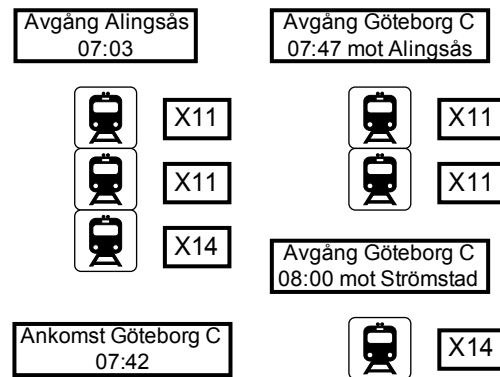 Avgång Alingsås
07:03
X11
X11
X14
Ankomst Göteborg C
07:42
Avgång Göteborg C
07:47 mot Alingsås
X11
X11
Avgång Göteborg C
08:00 mot Strömstad
X14